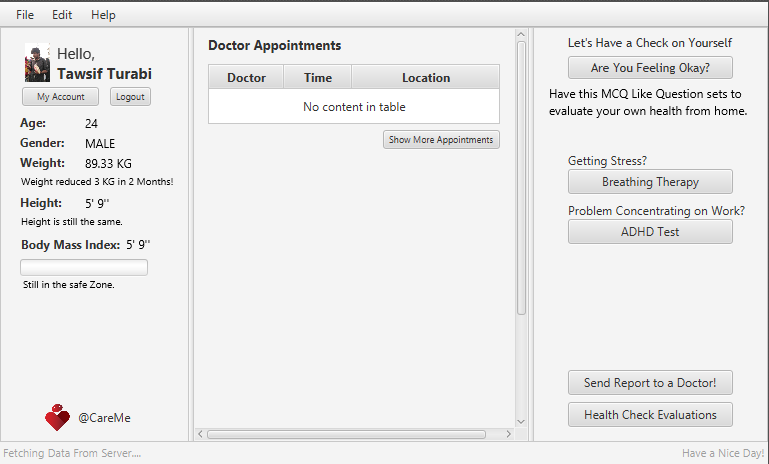 File Edit Help
Hello,
Tawsif Turabi
My Account Logout
Age: 24
Gender: MALE
Weight: 89.33 KG
Weight reduced 3 KG in 2 Months!
Height: 5' 9''
Height is still the same.
Body Mass Index: 5' 9''
Still in the safe Zone.
@CareMe
Doctor Appointments
Doctor Time Location
No content in table
Show More Appointments
Let's Have a Check on Yourself
Are You Feeling Okay?
Have this MCQ Like Question sets to
evaluate your own health from home.
Getting Stress?
Breathing Therapy
Problem Concentrating on Work?
ADHD Test
Send Report to a Doctor!
Health Check Evaluations
Fetching Data From Server....
Have a Nice Day!